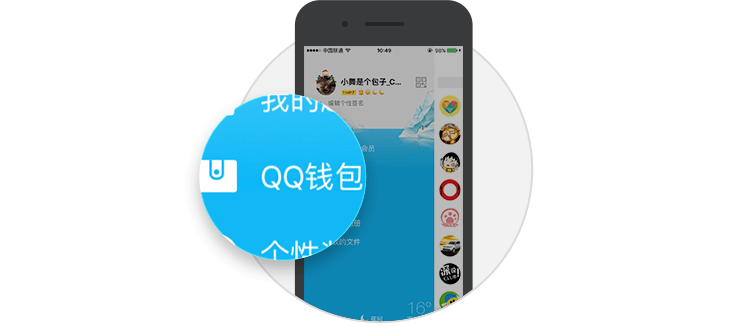 中国联通
10:49
98%
小舞是个包子_C...
编辑个性签名
我的
QQ钱包
个性
会员
的文件
16°